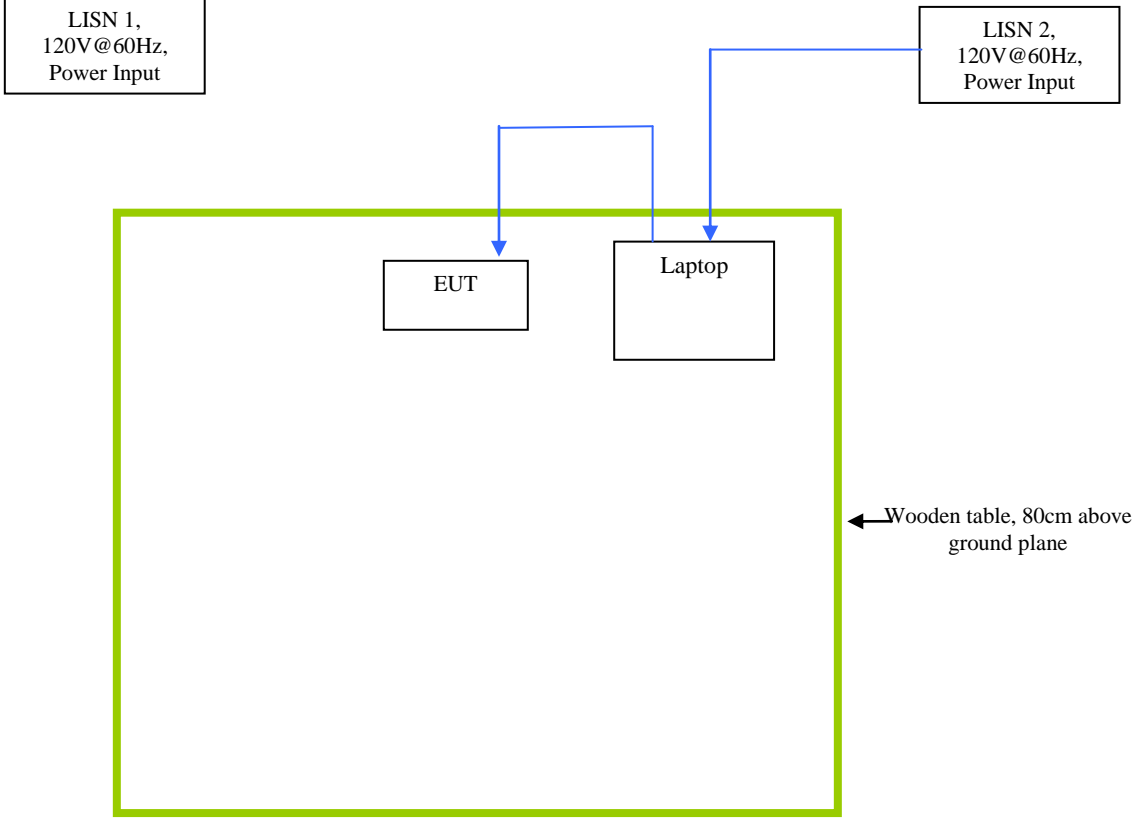 LISN 1,
120V@60Hz,
Power Input
LISN 2,
120V@60Hz,
Power Input
EUT
Laptop
Wooden table, 80cm above
ground plane